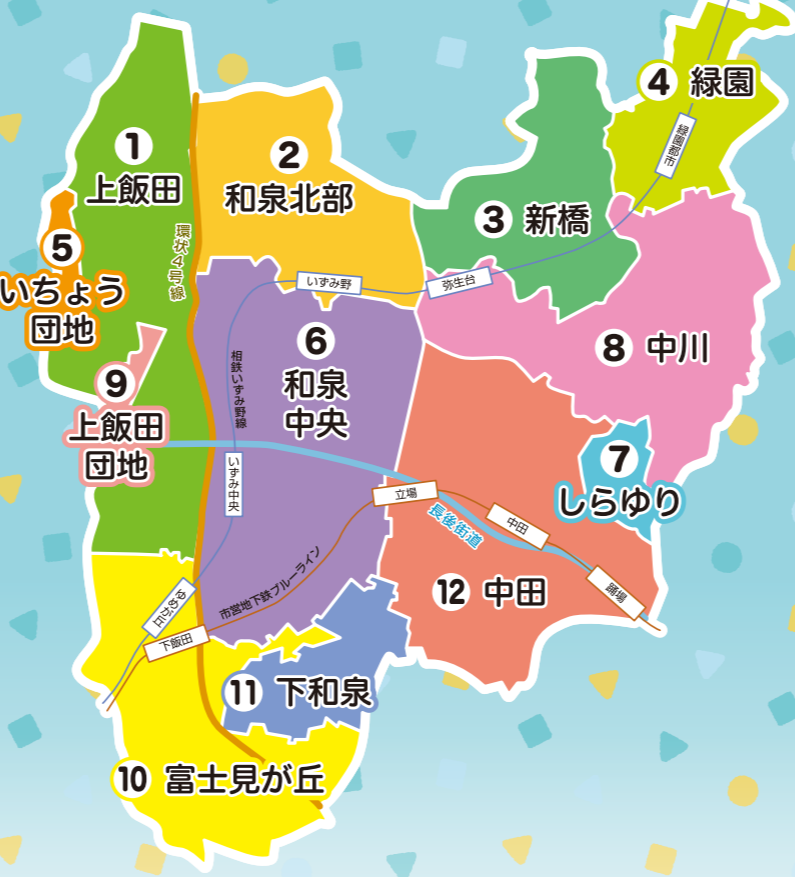 4 緑園
緑園都市
1
上飯田
2
和泉北部
3 新橋
5
いちょう
団地
環状4号線
いずみ野
弥生台
6
和泉
中央
8 中川
相鉄いずみ野線
9
上飯田
団地
いずみ中央
7
しらゆり
立場
長後街道
中田
12 中田
踊場
市営地下鉄ブルーライン
ゆめが丘
下飯田
11 下和泉
10 富士見が丘